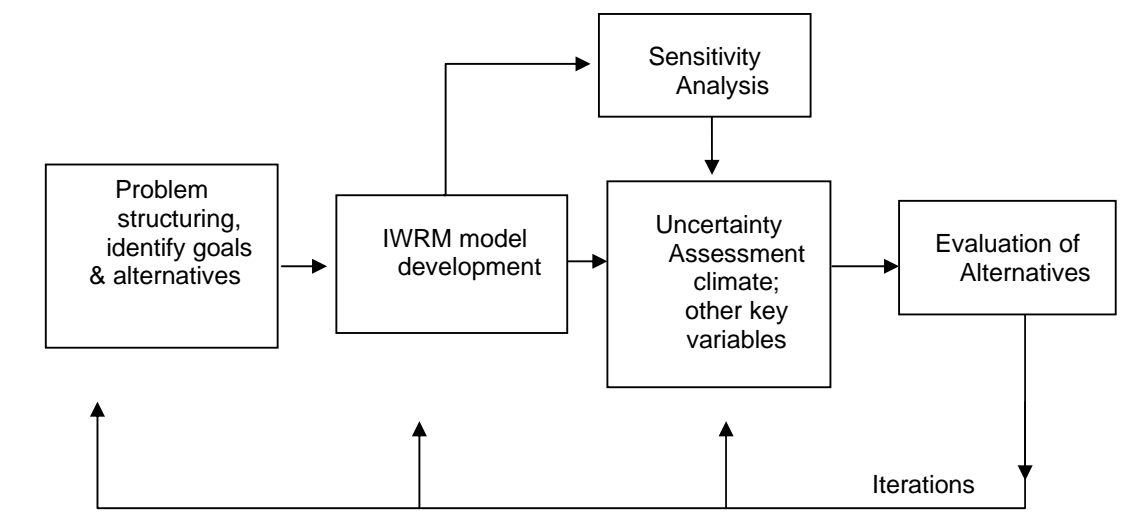 Sensitivity
Analysis
Problem
structuring,
identify goals
& alternatives
IWRM model
development
Uncertainty
Assessment
climate;
other key
variables
Evaluation of
Alternatives
Iterations